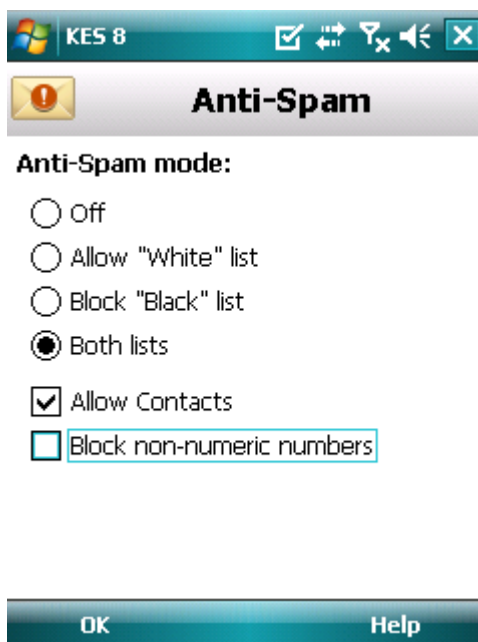 KES 8
Anti-Spam
Anti-Spam mode:
Off
Allow "White" list
Block "Black" list
Both lists
Allow Contacts
Block non-numeric numbers
OK Help